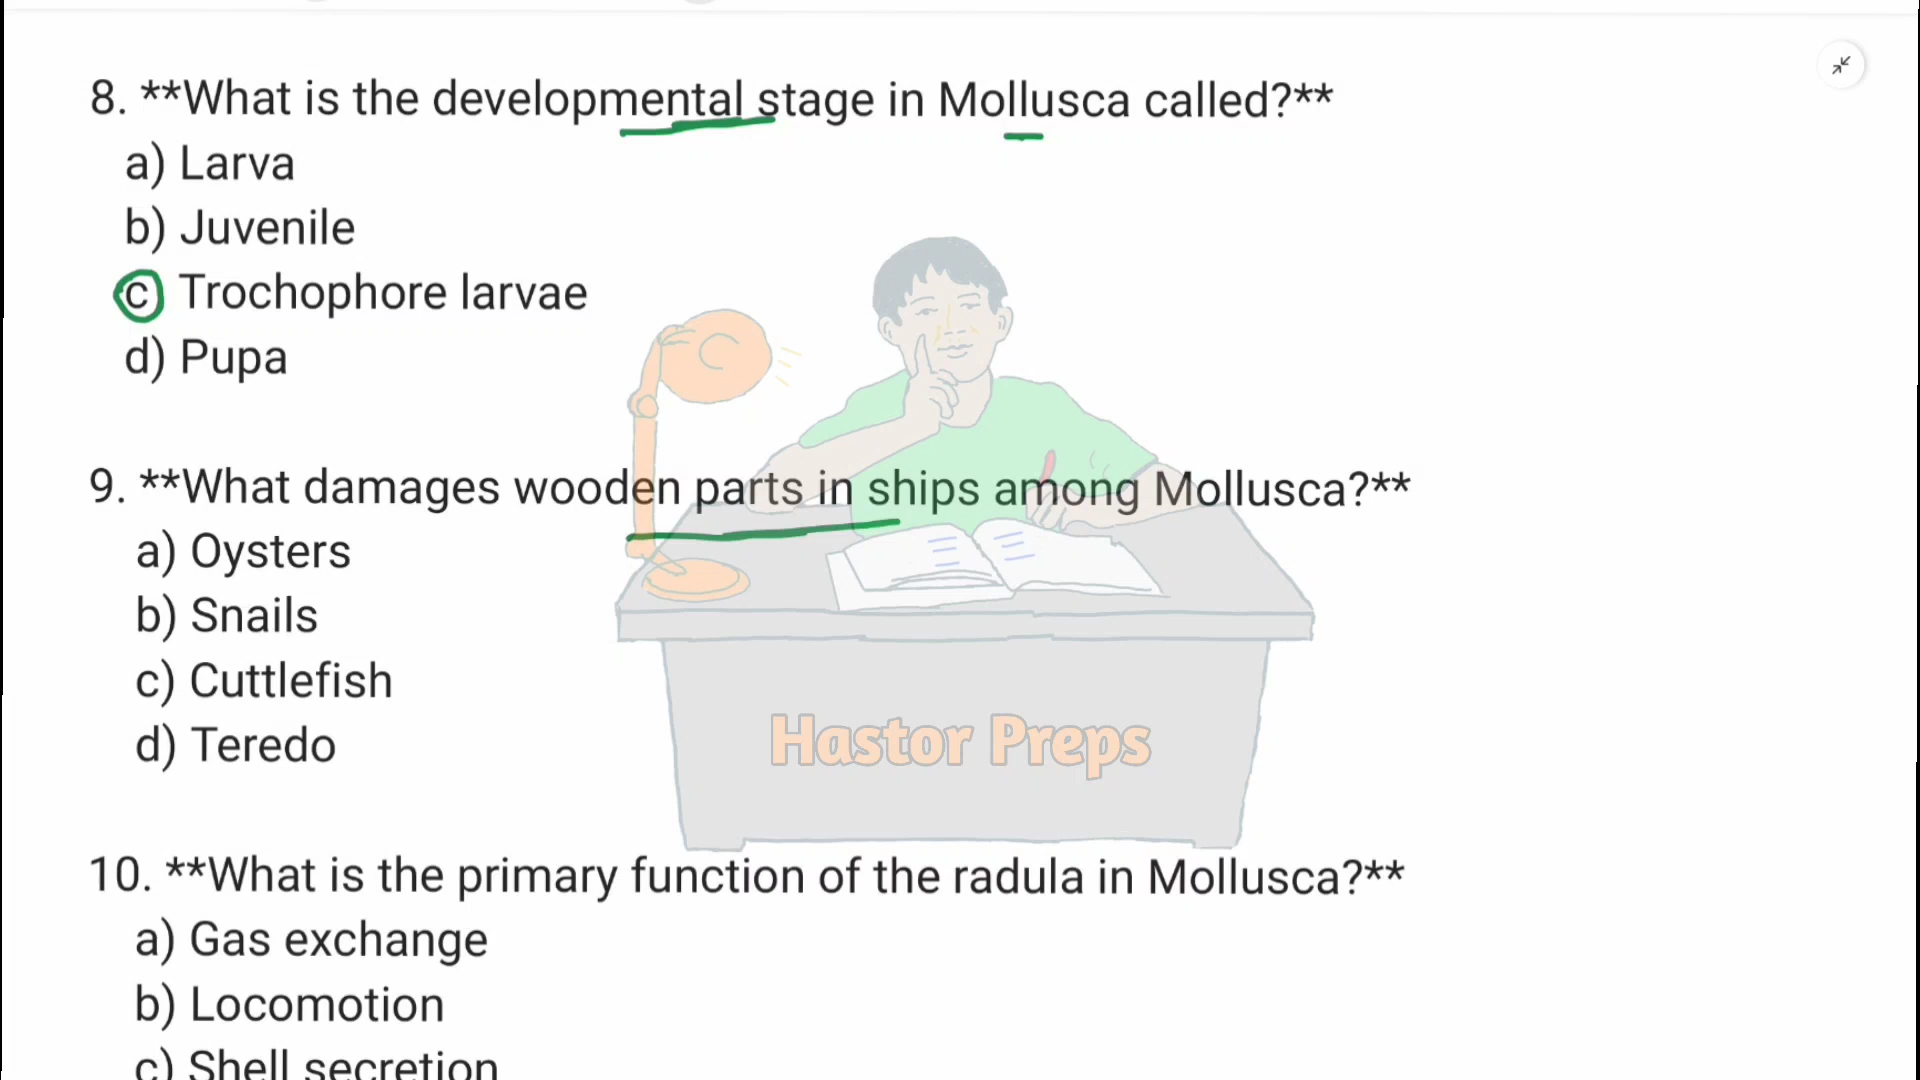 8. **What is the developmental stage in Mollusca called?**
a) Larva
b) Juvenile
c) Trochophore larvae
d) Pupa
9. **What damages wooden parts in ships among Mollusca?**
a) Oysters
b) Snails
c) Cuttlefish
d) Teredo
Hastor Preps
10. **What is the primary function of the radula in Mollusca?**
a) Gas exchange
b) Locomotion
c) Shell secretion